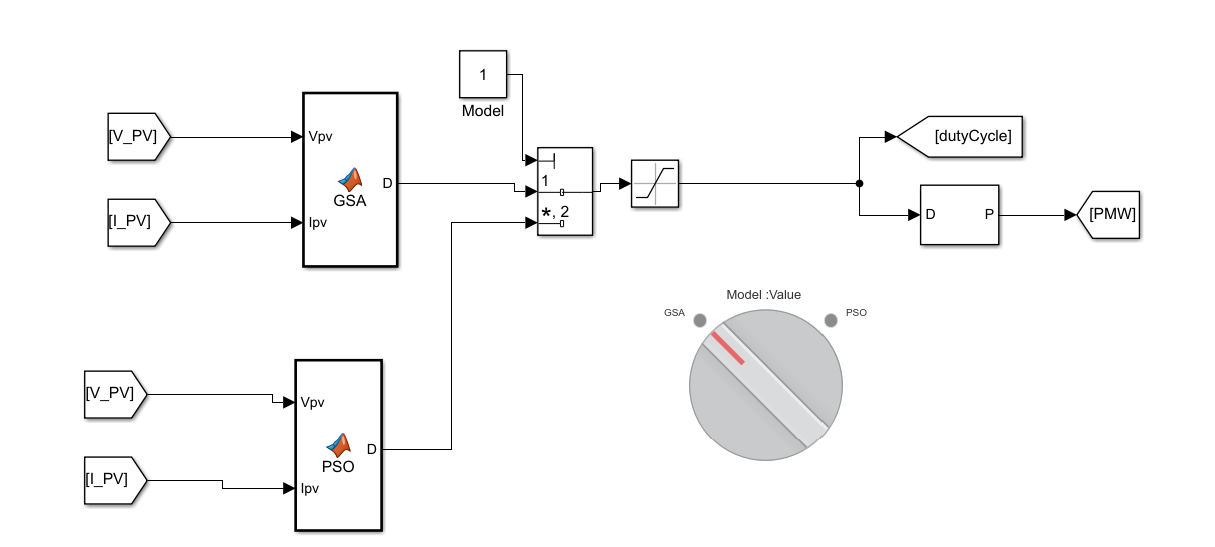 1
Model
[V_PV]
Vpv
[I_PV]
Ipv
D
GSA
1
*, 2
[dutyCycle]
D
P
[PMW]
Model :Value
GSA
PSO
[V_PV]
Vpv
D
PSO
[I_PV]
Ipv